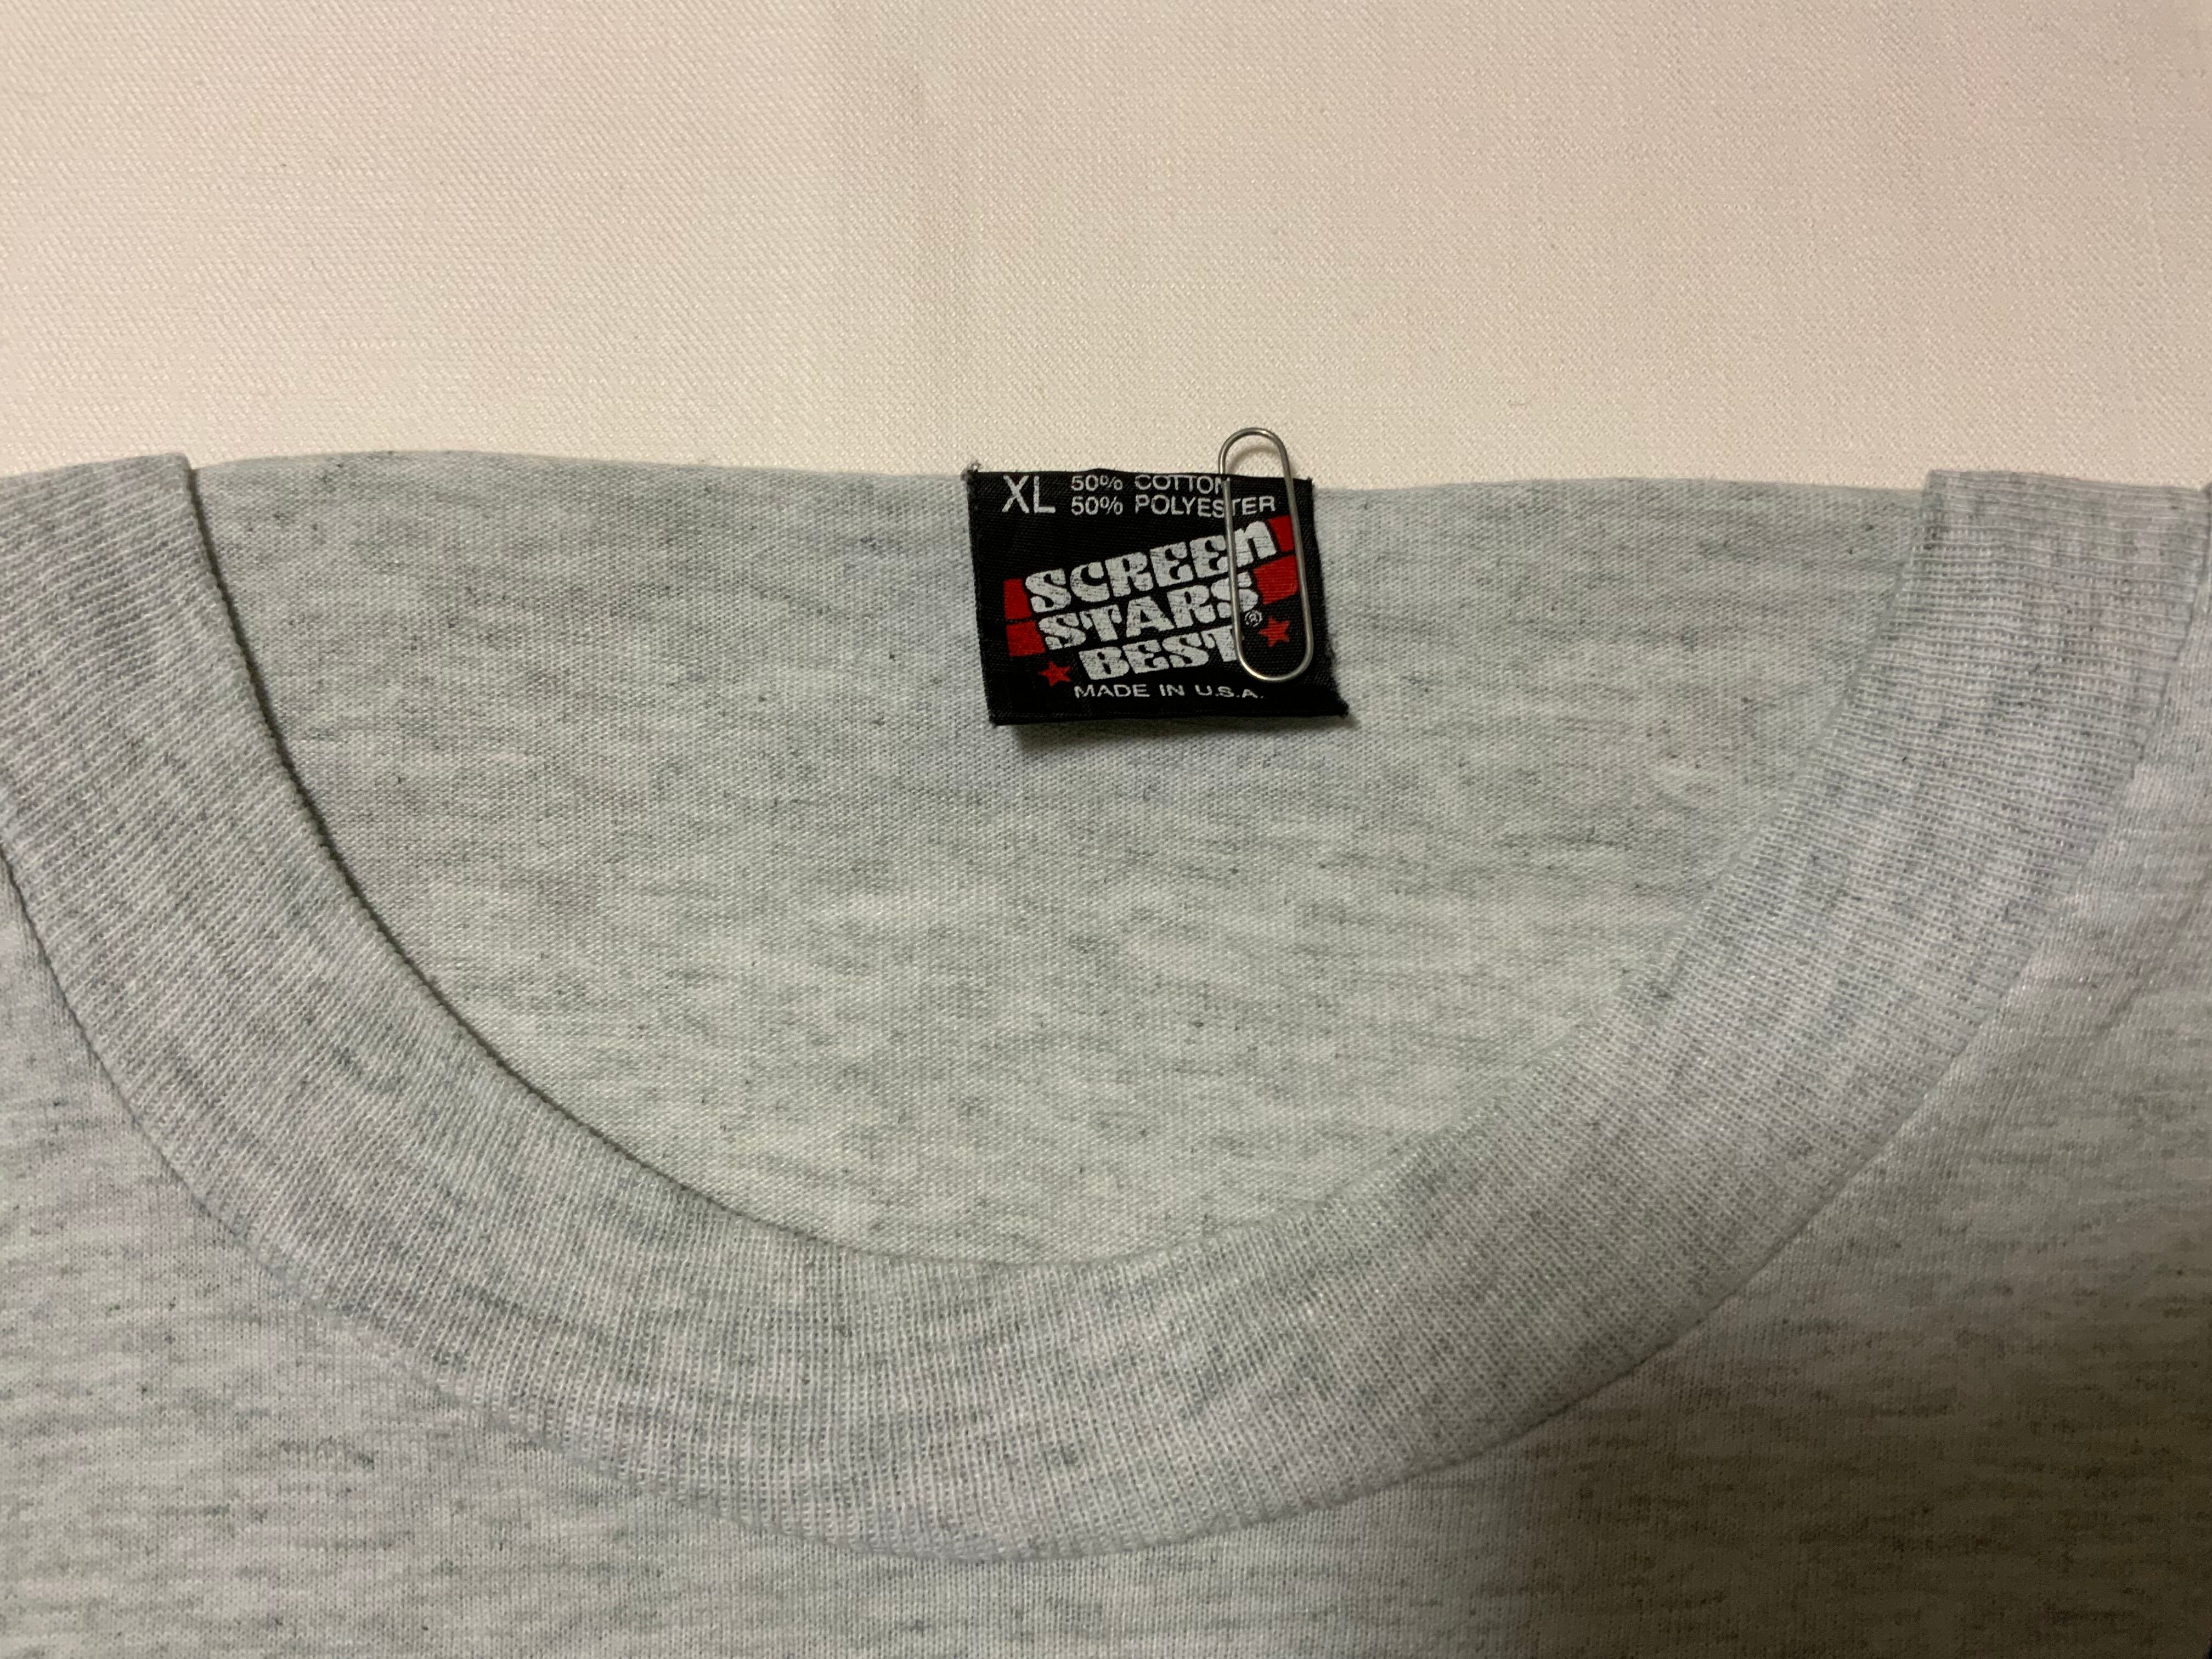 XL 50% COTTON
50% POLYESTER
SCREEn
STARS
BEST®
MADE IN U.S.A.